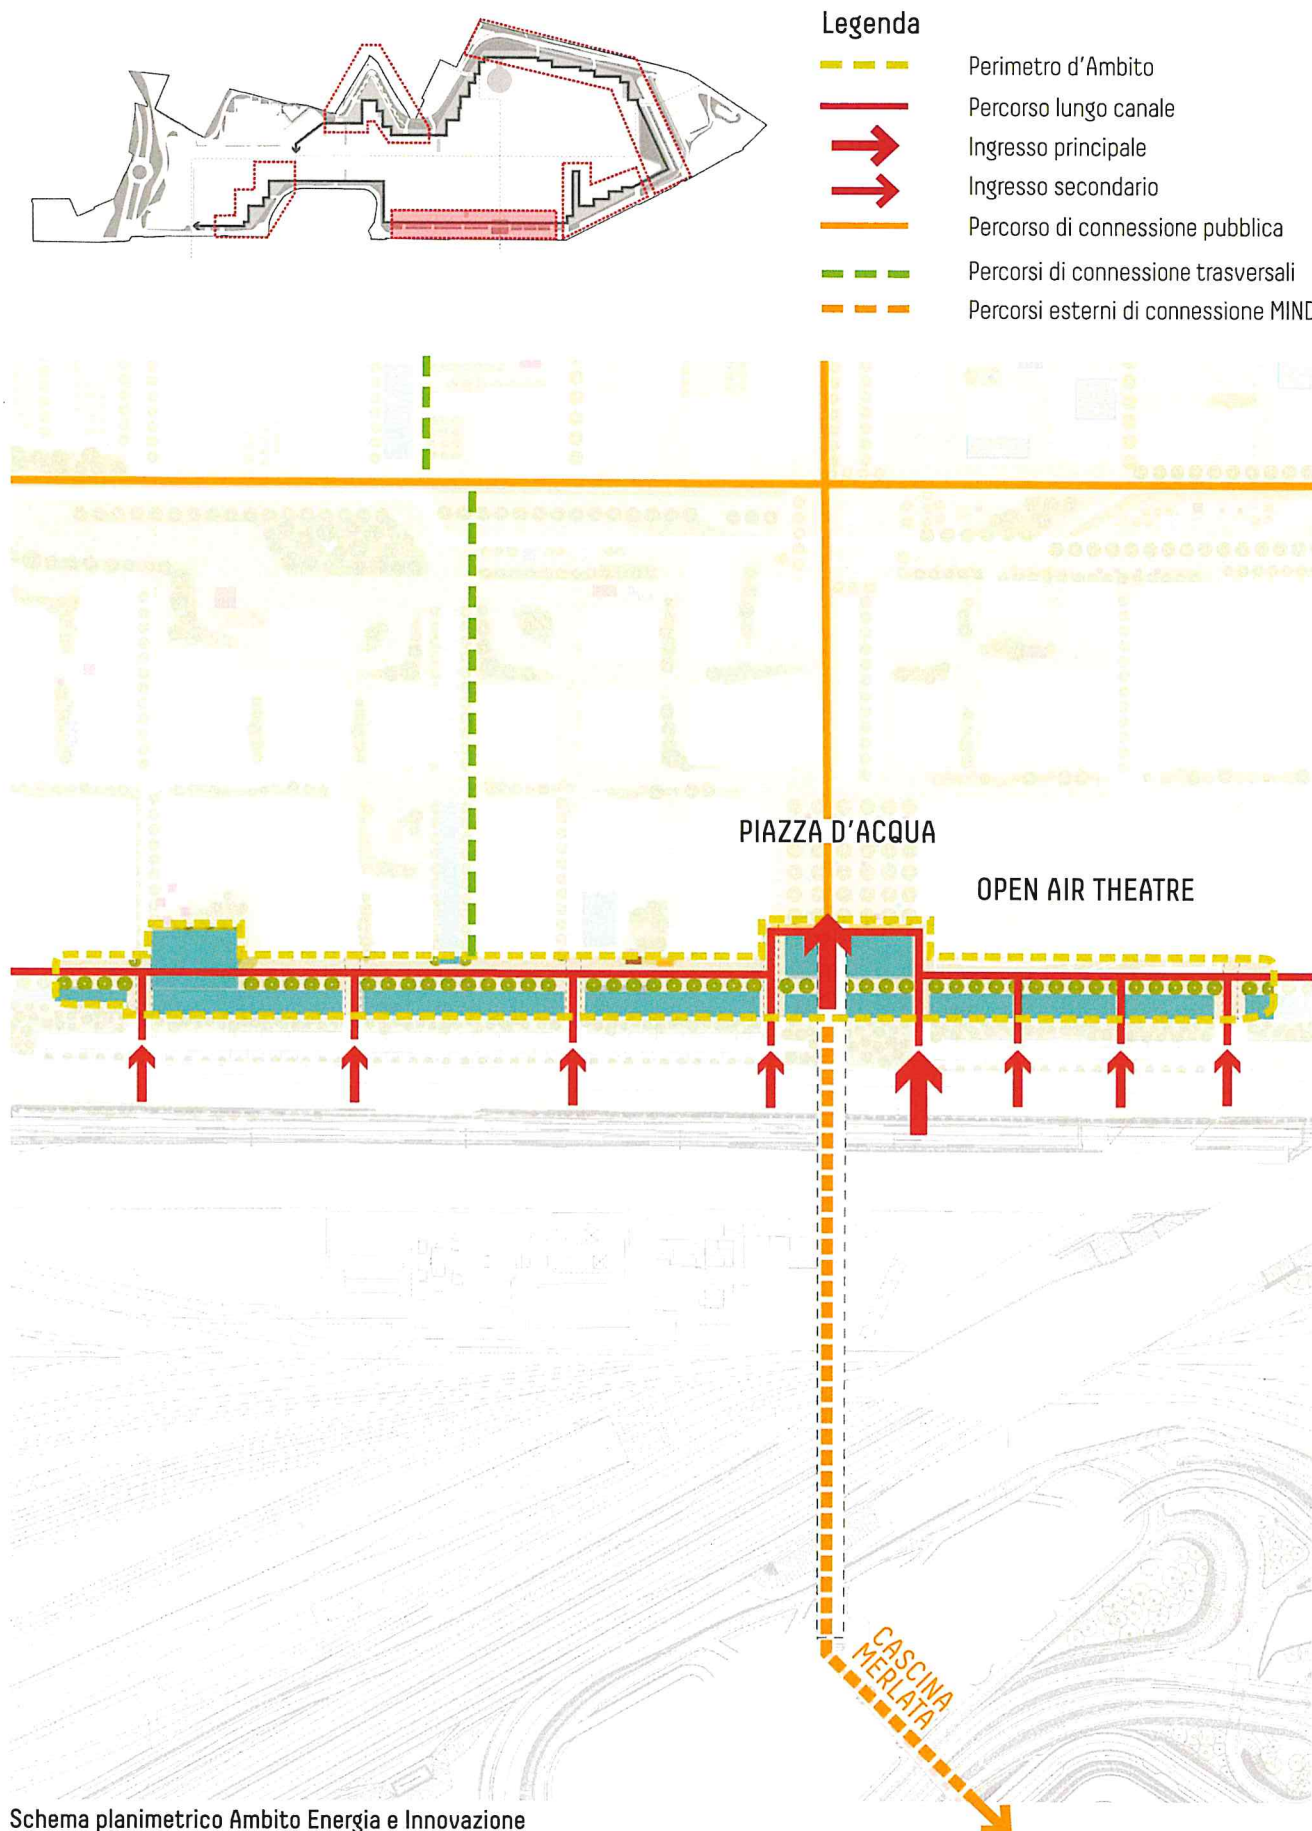 Legenda
Perimetro d'Ambito
Percorso lungo canale
Ingresso principale
Ingresso secondario
Percorso di connessione pubblica
Percorsi di connessione trasversali
Percorsi esterni di connessione MIND
PIAZZA D'ACQUA
OPEN AIR THEATRE
CASCINA
MERLATA
Schema planimetrico Ambito Energia e Innovazione